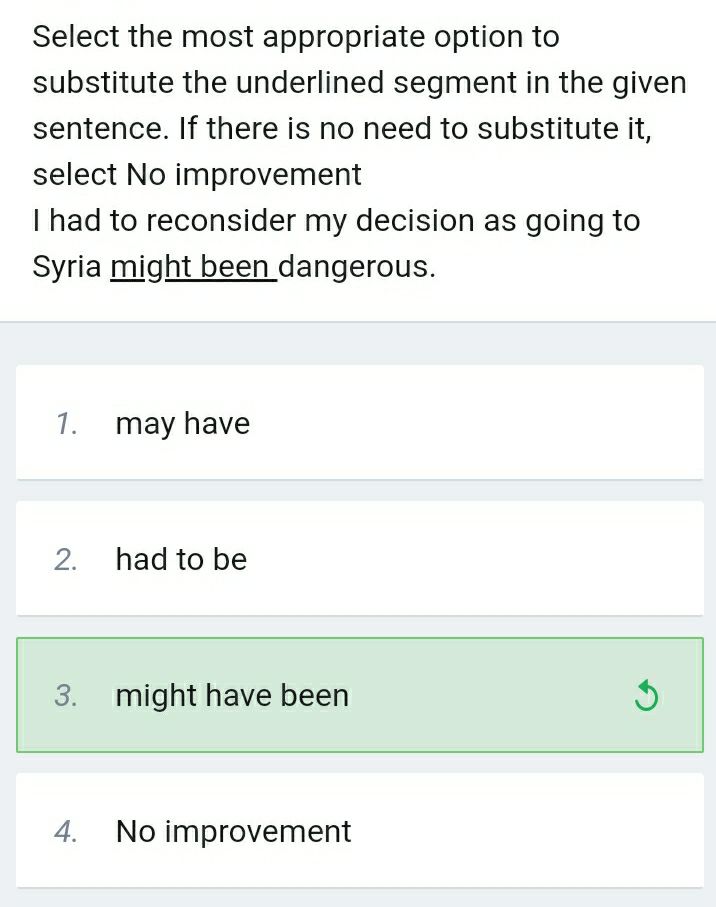 Select the most appropriate option to
substitute the underlined segment in the given
sentence. If there is no need to substitute it,
select No improvement
I had to reconsider my decision as going to
Syria might been dangerous.
1. may have
2. had to be
3. might have been
4. No improvement